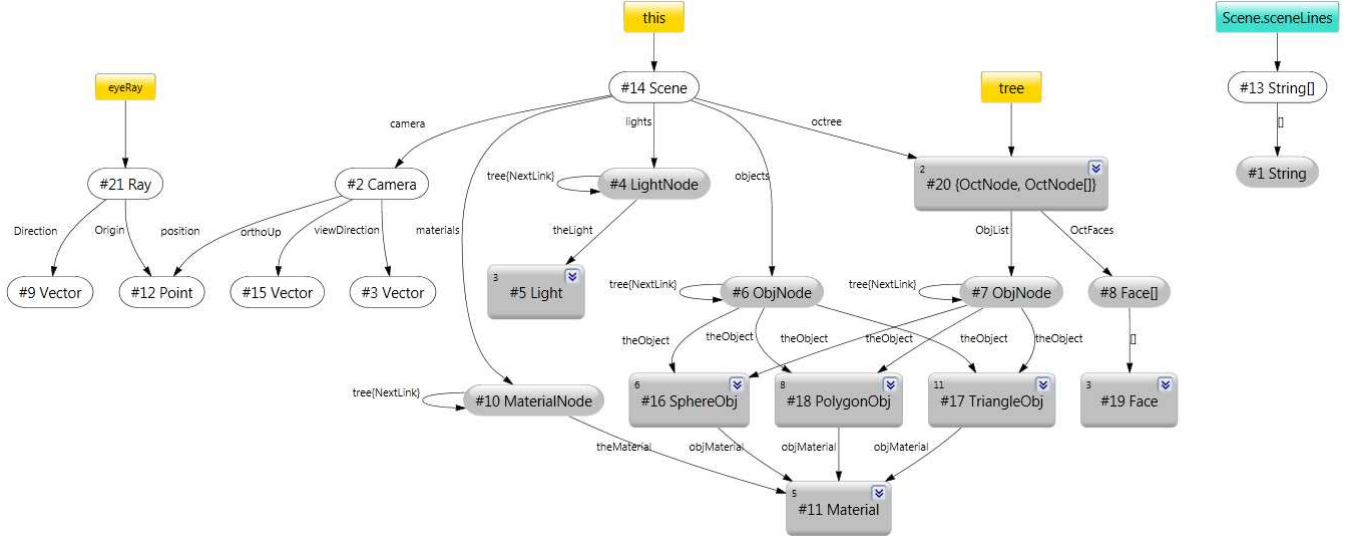 this
Scene.sceneLines
eyeRay
#14 Scene
tree
#13 String[]
camera
lights
octree
[]
#21 Ray
#2 Camera
tree{NextLink}
#4 LightNode
objects
2
#20 {OctNode, OctNode[]}
#1 String
Direction
Origin
position
orthoUp
viewDirection
materials
theLight
ObjList
OctFaces
#9 Vector
#12 Point
#15 Vector
#3 Vector
3
#5 Light
tree{NextLink}
#6 ObjNode
tree{NextLink}
#7 ObjNode
#8 Face[]
theObject
theObject
theObject
theObject
theObject
theObject
[]
tree{NextLink}
#10 MaterialNode
6
#16 SphereObj
8
#18 PolygonObj
11
#17 TriangleObj
3
#19 Face
theMaterial
objMaterial
objMaterial
objMaterial
5
#11 Material